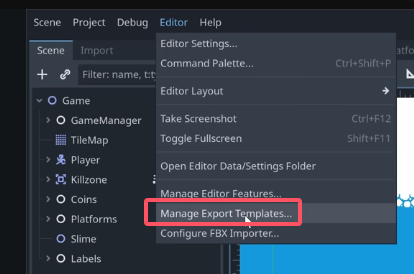 Scene Project Debug Editor Help
Scene Import
Filter: name, t:ty
Game
GameManager
TileMap
Player
Killzone
Coins
Platforms
Slime
Labels
Editor Settings...
Command Palette... Ctrl+Shift+P
Editor Layout
Take Screenshot Ctrl+F12
Toggle Fullscreen Shift+F11
Open Editor Data/Settings Folder
Manage Editor Features...
Manage Export Templates...
Configure FBX Importer...